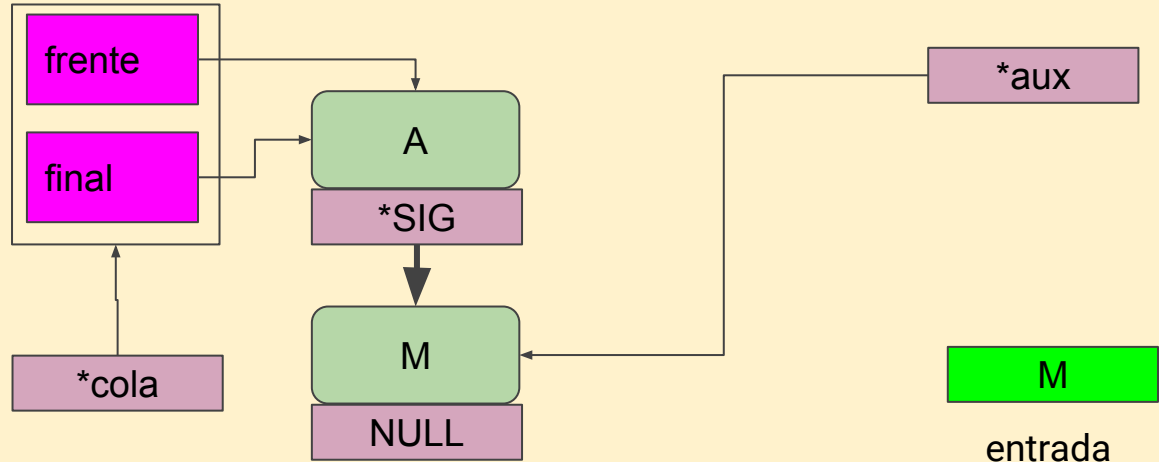 frente
final
*cola
A
*SIG
M
NULL
*aux
M
entrada